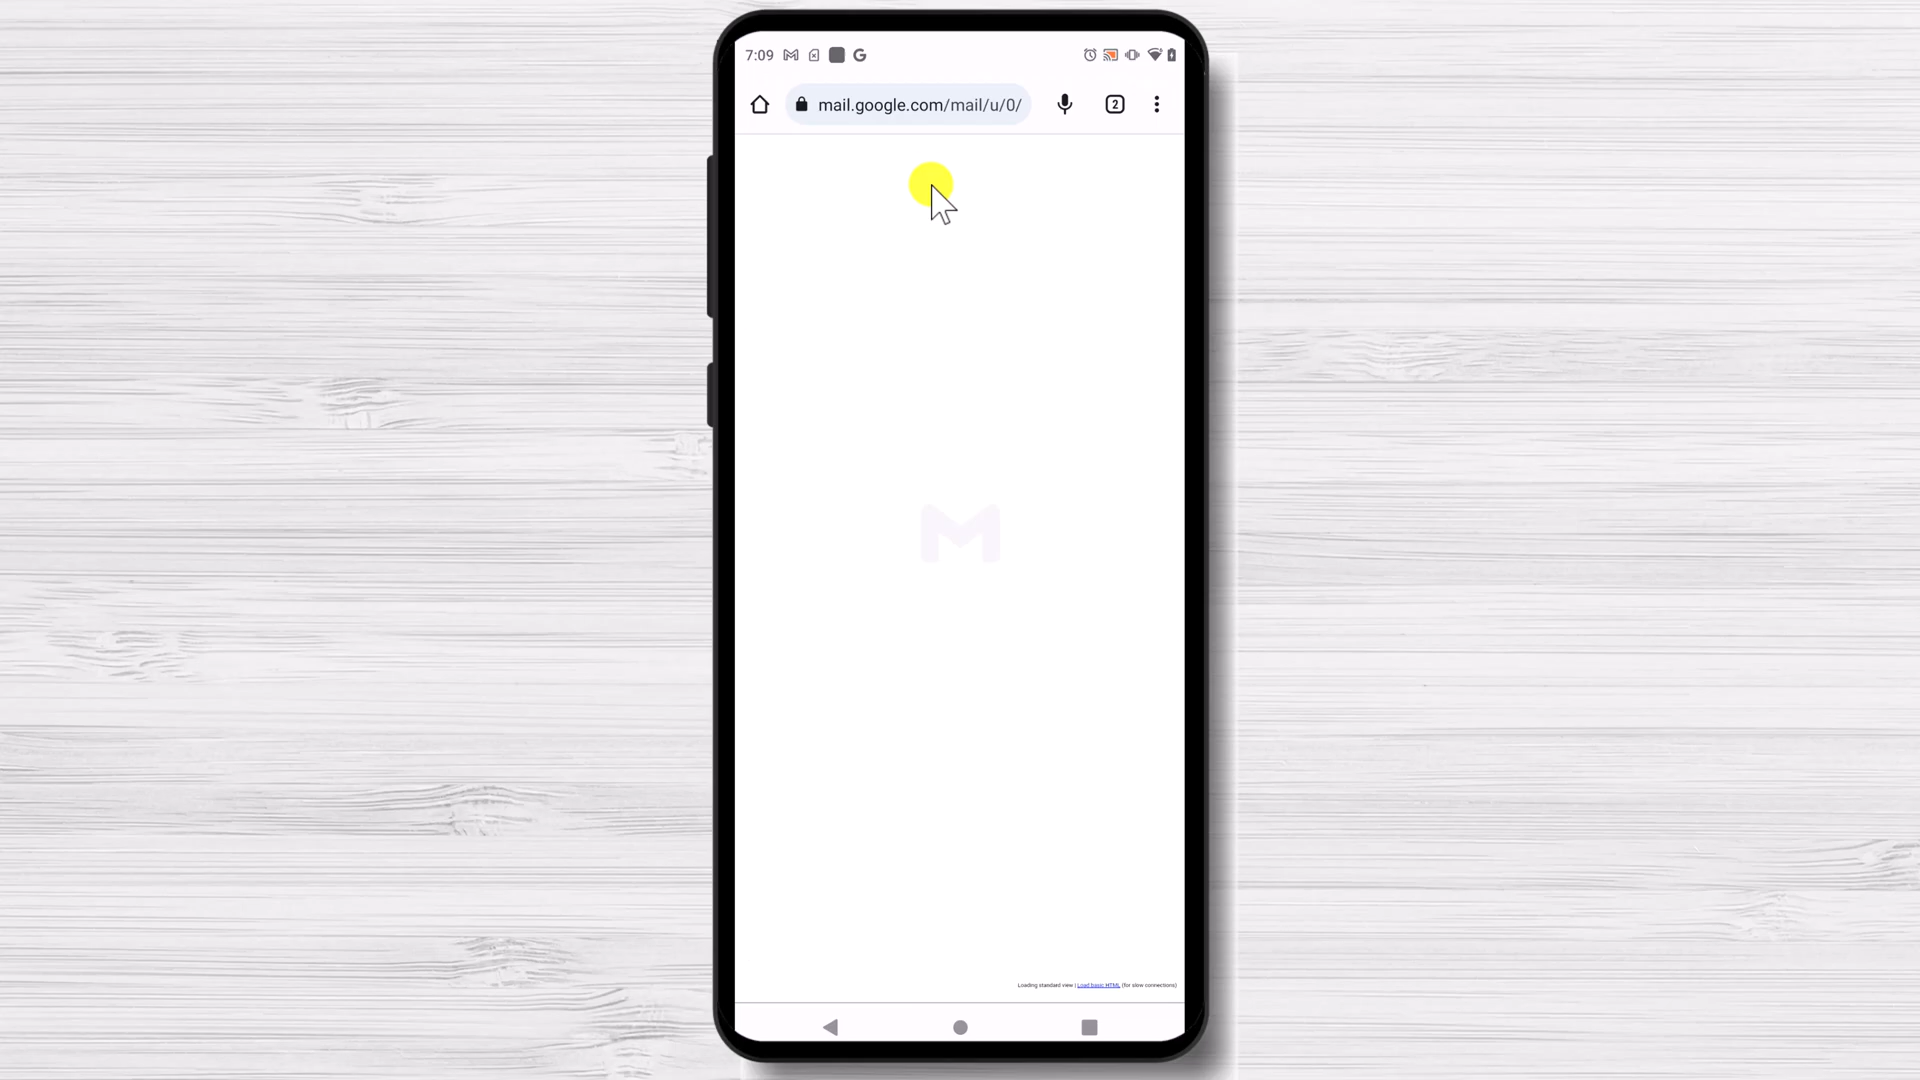 7:09
mail.google.com/mail/u/0/
2
Loading standard view | Load basic HTML (for slow connections)